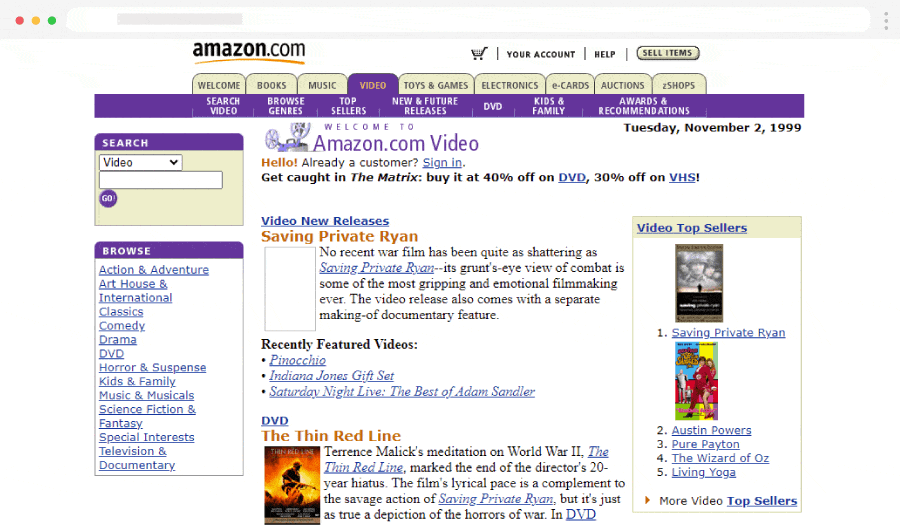 amazon.com
YOUR ACCOUNT | HELP | SELL ITEMS
WELCOME BOOKS MUSIC VIDEO TOYS & GAMES ELECTRONICS e-CARDS AUCTIONS zSHOPS
SEARCH VIDEO BROWSE GENRES TOP SELLERS NEW & FUTURE RELEASES DVD KIDS & FAMILY AWARDS & RECOMMENDATIONS
Tuesday, November 2, 1999
SEARCH
Video
GO!
BROWSE
Action & Adventure
Art House &
International
Classics
Comedy
Drama
DVD
Horror & Suspense
Kids & Family
Music & Musicals
Science Fiction &
Fantasy
Special Interests
Television &
Documentary
WELCOME TO
Amazon.com Video
Hello! Already a customer? Sign in.
Get caught in The Matrix: buy it at 40% off on DVD, 30% off on VHS!
Video New Releases
Saving Private Ryan
No recent war film has been quite as shattering as
Saving Private Ryan--its grunt's-eye view of combat is
some of the most gripping and emotional filmmaking
ever. The video release also comes with a separate
making-of documentary feature.
Recently Featured Videos:
• Pinocchio
• Indiana Jones Gift Set
• Saturday Night Live: The Best of Adam Sandler
DVD
The Thin Red Line
THIN RED LINE
Terrence Malick's meditation on World War II, The
Thin Red Line, marked the end of the director's 20-
year hiatus. The film's lyrical pace is a complement to
the savage action of Saving Private Ryan, but it's just
as true a depiction of the horrors of war. In DVD
Video Top Sellers
saving private ryan
1. Saving Private Ryan
2. Austin Powers
3. Pure Payton
4. The Wizard of Oz
5. Living Yoga
More Video Top Sellers